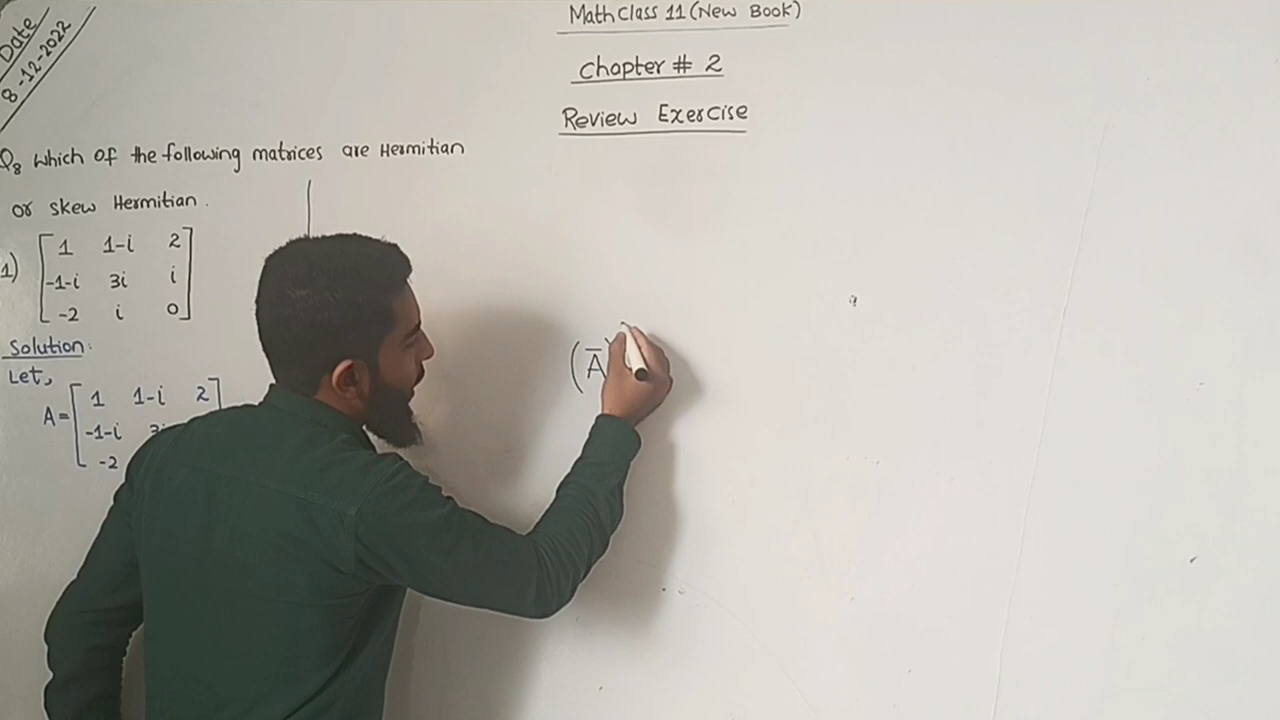 Date
8-12-2022
Math Class 11 (New Book)
Chapter # 2
Review Exercise
Q8 Which of the following matrices are Hermitian
or skew Hermitian.
1) [1 1-i 2
-1-i 3i i
-2 i 0]
Solution:
Let,
A = [1 1-i 2]
-1-i 3i
-2
(A̅)